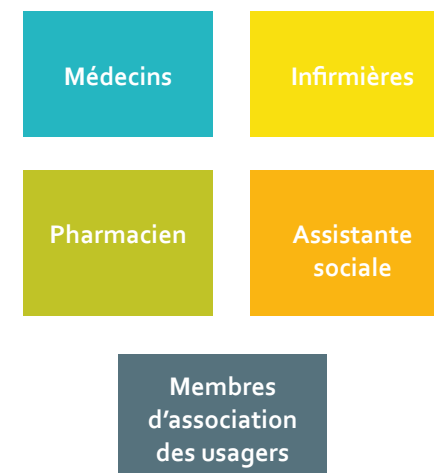 Médecins
Infirmières
Pharmacien
Assistante
sociale
Membres
d'association
des usagers